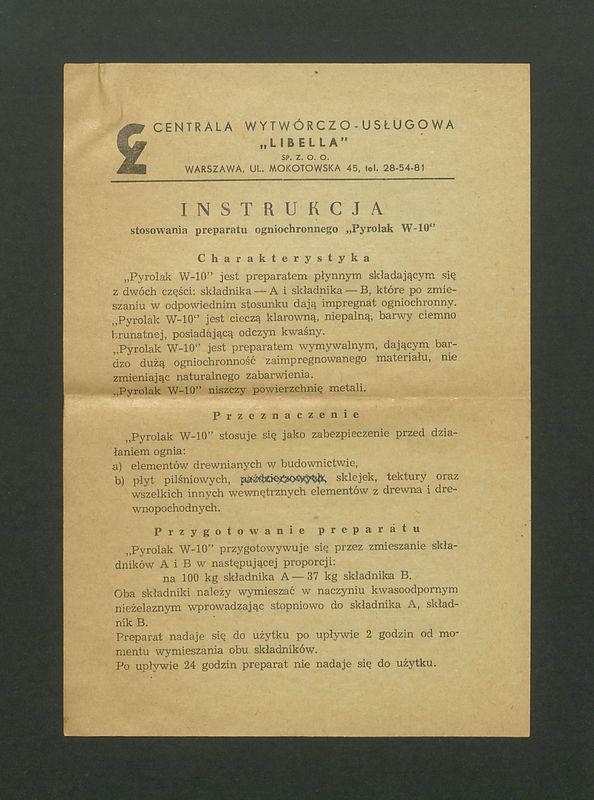 CENTRALA WYTWÓRCZO-USŁUGOWA
„LIBELLA"
SP. Z. O. O.
WARSZAWA, UL. MOKOTOWSKA 45, tel. 28-54-81
INSTRUKCJA
stosowania preparatu ogniochronnego „Pyrolak W-10"
Charakterystyka
„Pyrolak W-10" jest preparatem płynnym składającym się
z dwóch części: składnika — A i składnika — B, które po zmie-
szaniu w odpowiednim stosunku dają impregnat ogniochronny.
„Pyrolak W-10" jest cieczą klarowną, niepalną, barwy ciemno
brunatnej, posiadającą odczyn kwaśny.
„Pyrolak W-10" jest preparatem wymywalnym, dającym bar-
dzo dużą ogniochronność zaimpregnowanego materiału, nie
zmieniając naturalnego zabarwienia.
„Pyrolak W-10" niszczy powierzchnię metali.
Przeznaczenie
„Pyrolak W-10" stosuje się jako zabezpieczenie przed dzia-
łaniem ognia:
a) elementów drewnianych w budownictwie,
b) płyt pilśniowych, paździerzowych, sklejek, tektury oraz
wszelkich innych wewnętrznych elementów z drewna i dre-
wnopochodnych.
Przygotowanie preparatu
„Pyrolak W-10" przygotowywuje się przez zmieszanie skła-
dników A i B w następującej proporcji:
na 100 kg składnika A — 37 kg składnika B.
Oba składniki należy wymieszać w naczyniu kwasoodpornym
nieżelaznym wprowadzając stopniowo do składnika A, skład-
nik B.
Preparat nadaje się do użytku po upływie 2 godzin od mo-
mentu wymieszania obu składników.
Po upływie 24 godzin preparat nie nadaje się do użytku.